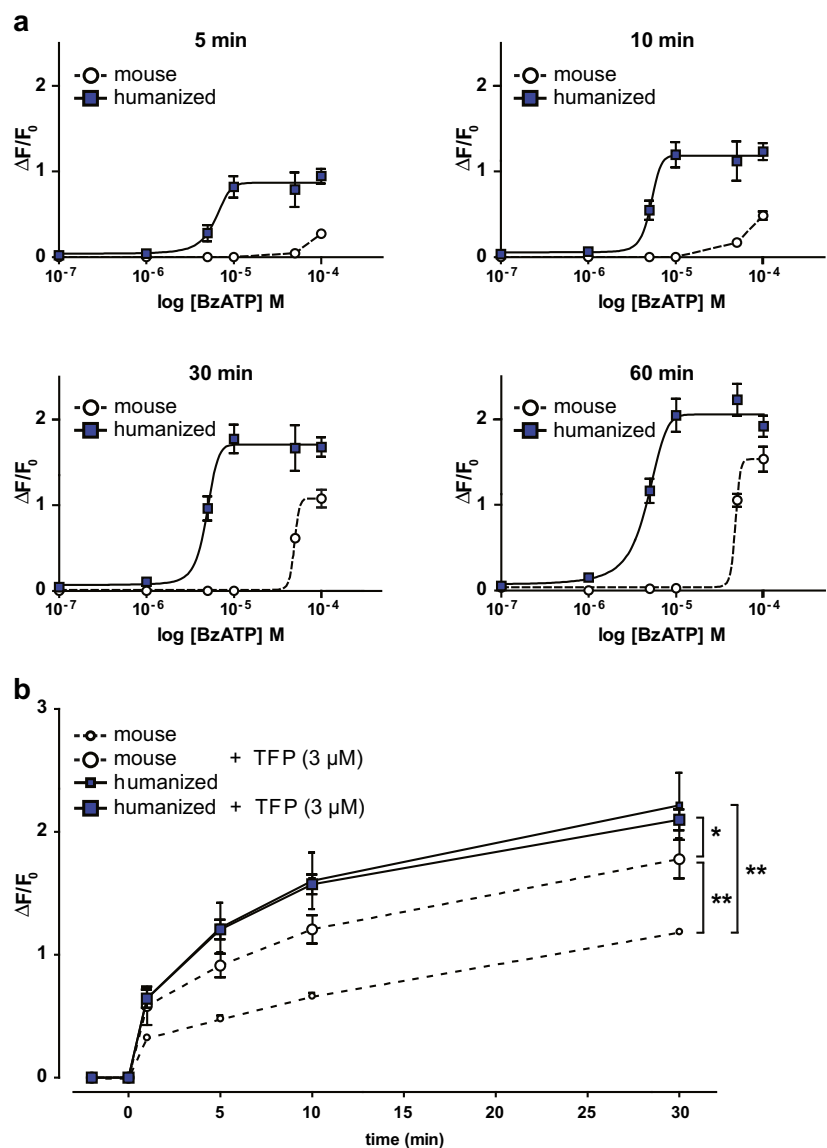 a
5 min
mouse
humanized
2
1
0
ΔF/F0
10-7 10-6 10-5 10-4
log [BzATP] M
10 min
mouse
humanized
2
1
0
ΔF/F0
10-7 10-6 10-5 10-4
log [BzATP] M
30 min
mouse
humanized
2
1
0
ΔF/F0
10-7 10-6 10-5 10-4
log [BzATP] M
60 min
mouse
humanized
2
1
0
ΔF/F0
10-7 10-6 10-5 10-4
log [BzATP] M
b
mouse
mouse + TFP (3 µM)
humanized
humanized + TFP (3 µM)
3
2
1
0
ΔF/F0
*
**
**
0 5 10 15 20 25 30
time (min)